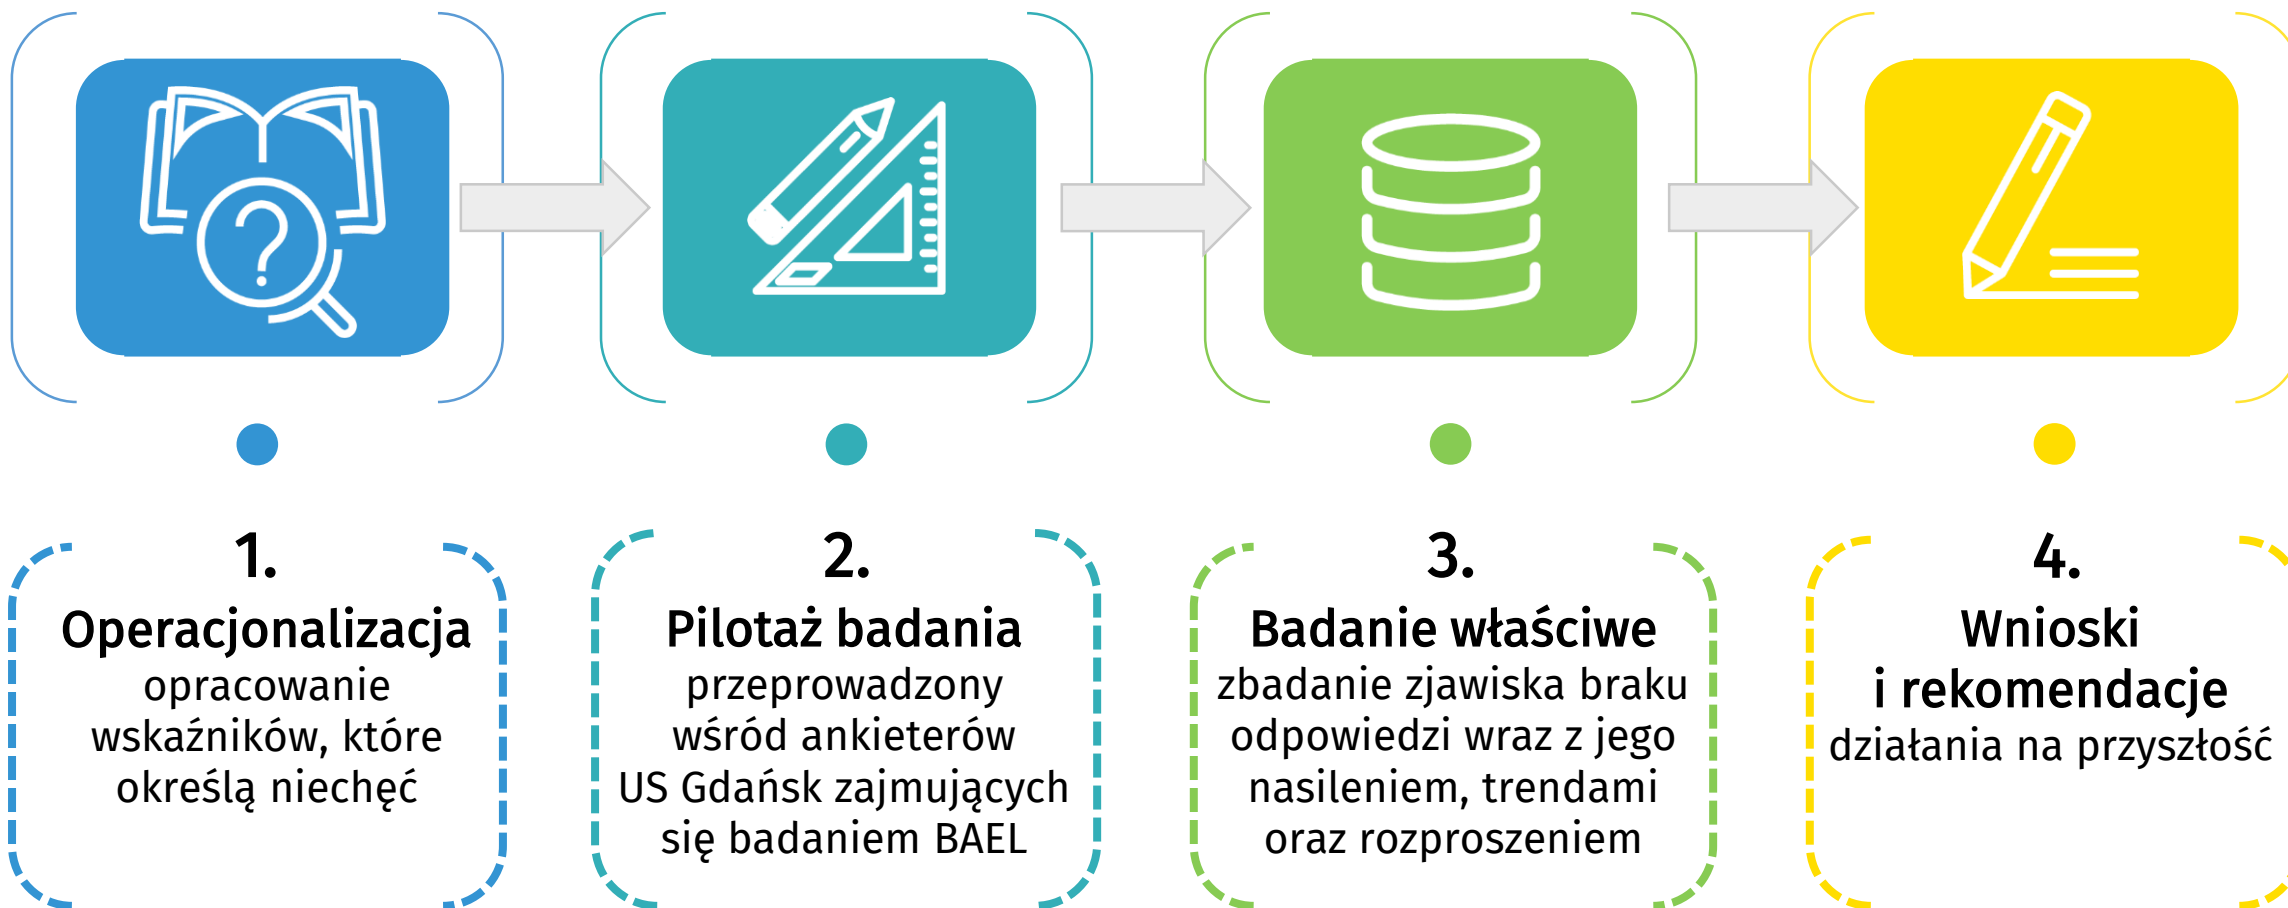 1.
Operacjonalizacja
opracowanie
wskaźników, które
określą niechęć
2.
Pilotaż badania
przeprowadzony
wśród ankieterów
US Gdańsk zajmujących
się badaniem BAEL
3.
Badanie właściwe
zbadanie zjawiska braku
odpowiedzi wraz z jego
nasileniem, trendami
oraz rozproszeniem
4.
Wnioski
i rekomendacje
działania na przyszłość